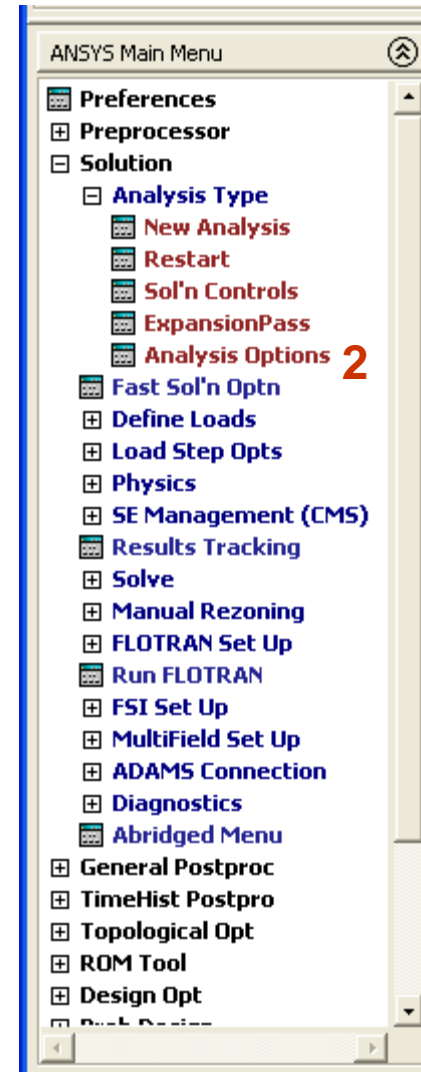 ANSYS Main Menu
Preferences
Preprocessor
Solution
Analysis Type
New Analysis
Restart
Sol'n Controls
ExpansionPass
Analysis Options 2
Fast Sol'n Optn
Define Loads
Load Step Opts
Physics
SE Management (CMS)
Results Tracking
Solve
Manual Rezoning
FLOTRAN Set Up
Run FLOTRAN
FSI Set Up
MultiField Set Up
ADAMS Connection
Diagnostics
Abridged Menu
General Postproc
TimeHist Postpro
Topological Opt
ROM Tool
Design Opt